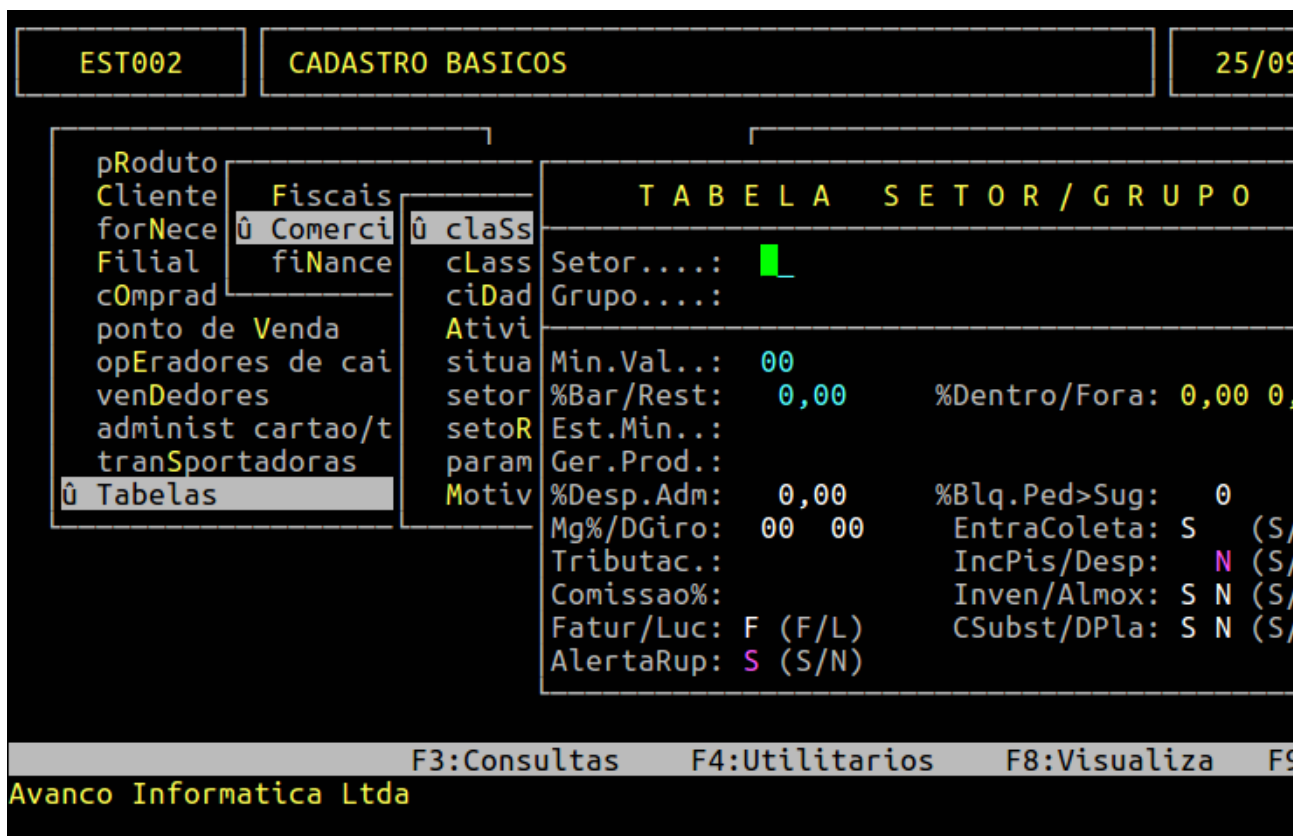 EST002 CADASTRO BASICOS 25/09
pRoduto
Cliente Fiscais T A B E L A S E T O R / G R U P O
forNece û Comerci û claSs
Filial fiNance cLass Setor....:
cOmprad ciDad Grupo....:
ponto de Venda Ativi
opEradores de cai situa Min.Val..: 00
venDedores setor %Bar/Rest: 0,00 %Dentro/Fora: 0,00 0,
administ cartao/t setoR Est.Min..:
tranSportadoras param Ger.Prod.:
û Tabelas Motiv %Desp.Adm: 0,00 %Blq.Ped>Sug: 0
Mg%/DGiro: 00 00 EntraColeta: S (S/
Tributac.: IncPis/Desp: N (S/
Comissao%: Inven/Almox: S N (S/
Fatur/Luc: F (F/L) CSubst/DPla: S N (S/
AlertaRup: S (S/N)
F3:Consultas F4:Utilitarios F8:Visualiza F9
Avanco Informatica Ltda